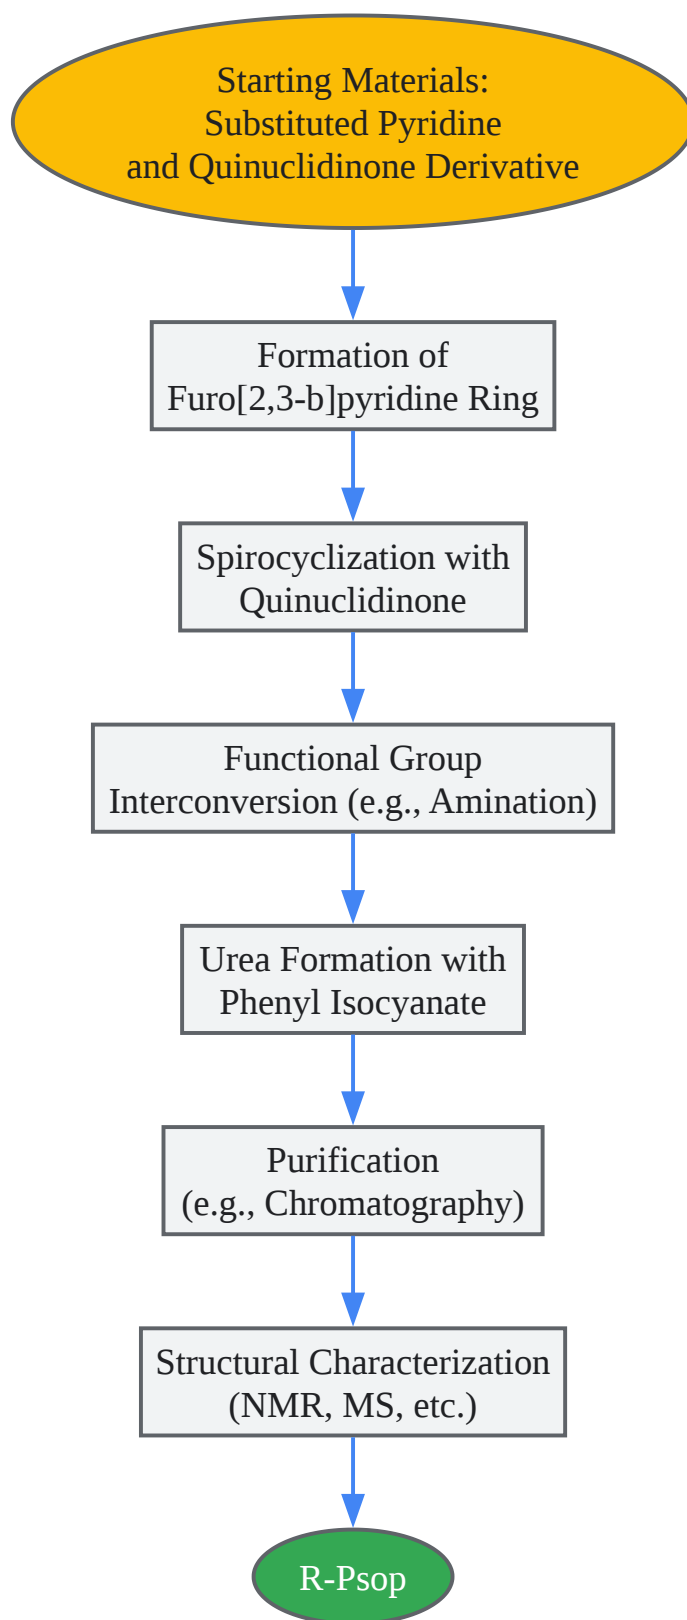 Starting Materials:
Substituted Pyridine
and Quinuclidinone Derivative
Formation of
Furo[2,3-b]pyridine Ring
Spirocyclization with
Quinuclidinone
Functional Group
Interconversion (e.g., Amination)
Urea Formation with
Phenyl Isocyanate
Purification
(e.g., Chromatography)
Structural Characterization
(NMR, MS, etc.)
R-Psop